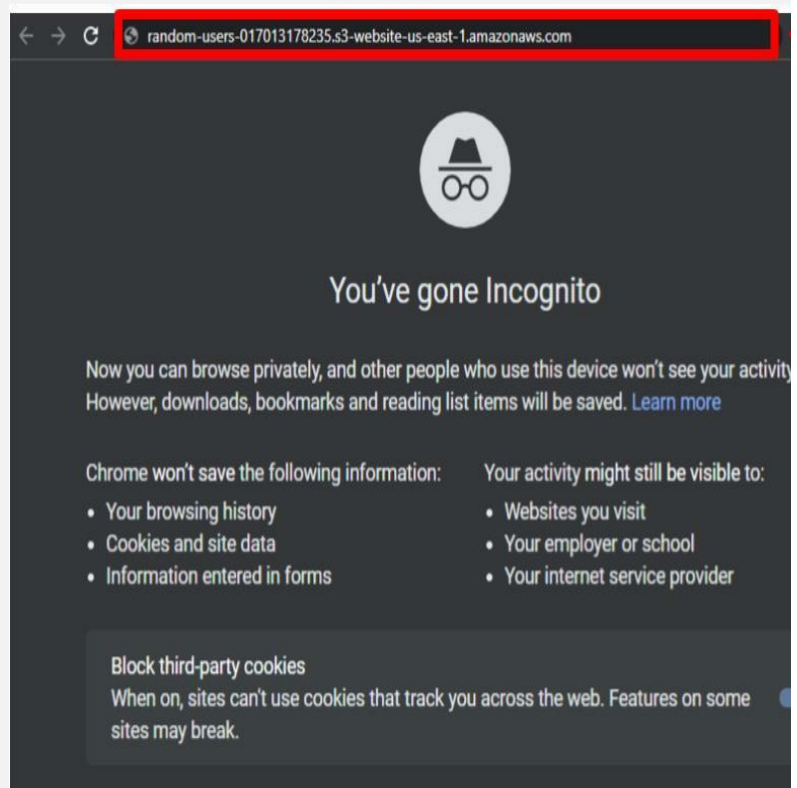 random-users-017013178235.s3-website-us-east-1.amazonaws.com
You've gone Incognito
Now you can browse privately, and other people who use this device won't see your activity
However, downloads, bookmarks and reading list items will be saved. Learn more
Chrome won't save the following information:
• Your browsing history
• Cookies and site data
• Information entered in forms
Your activity might still be visible to:
• Websites you visit
• Your employer or school
• Your internet service provider
Block third-party cookies
When on, sites can't use cookies that track you across the web. Features on some
sites may break.